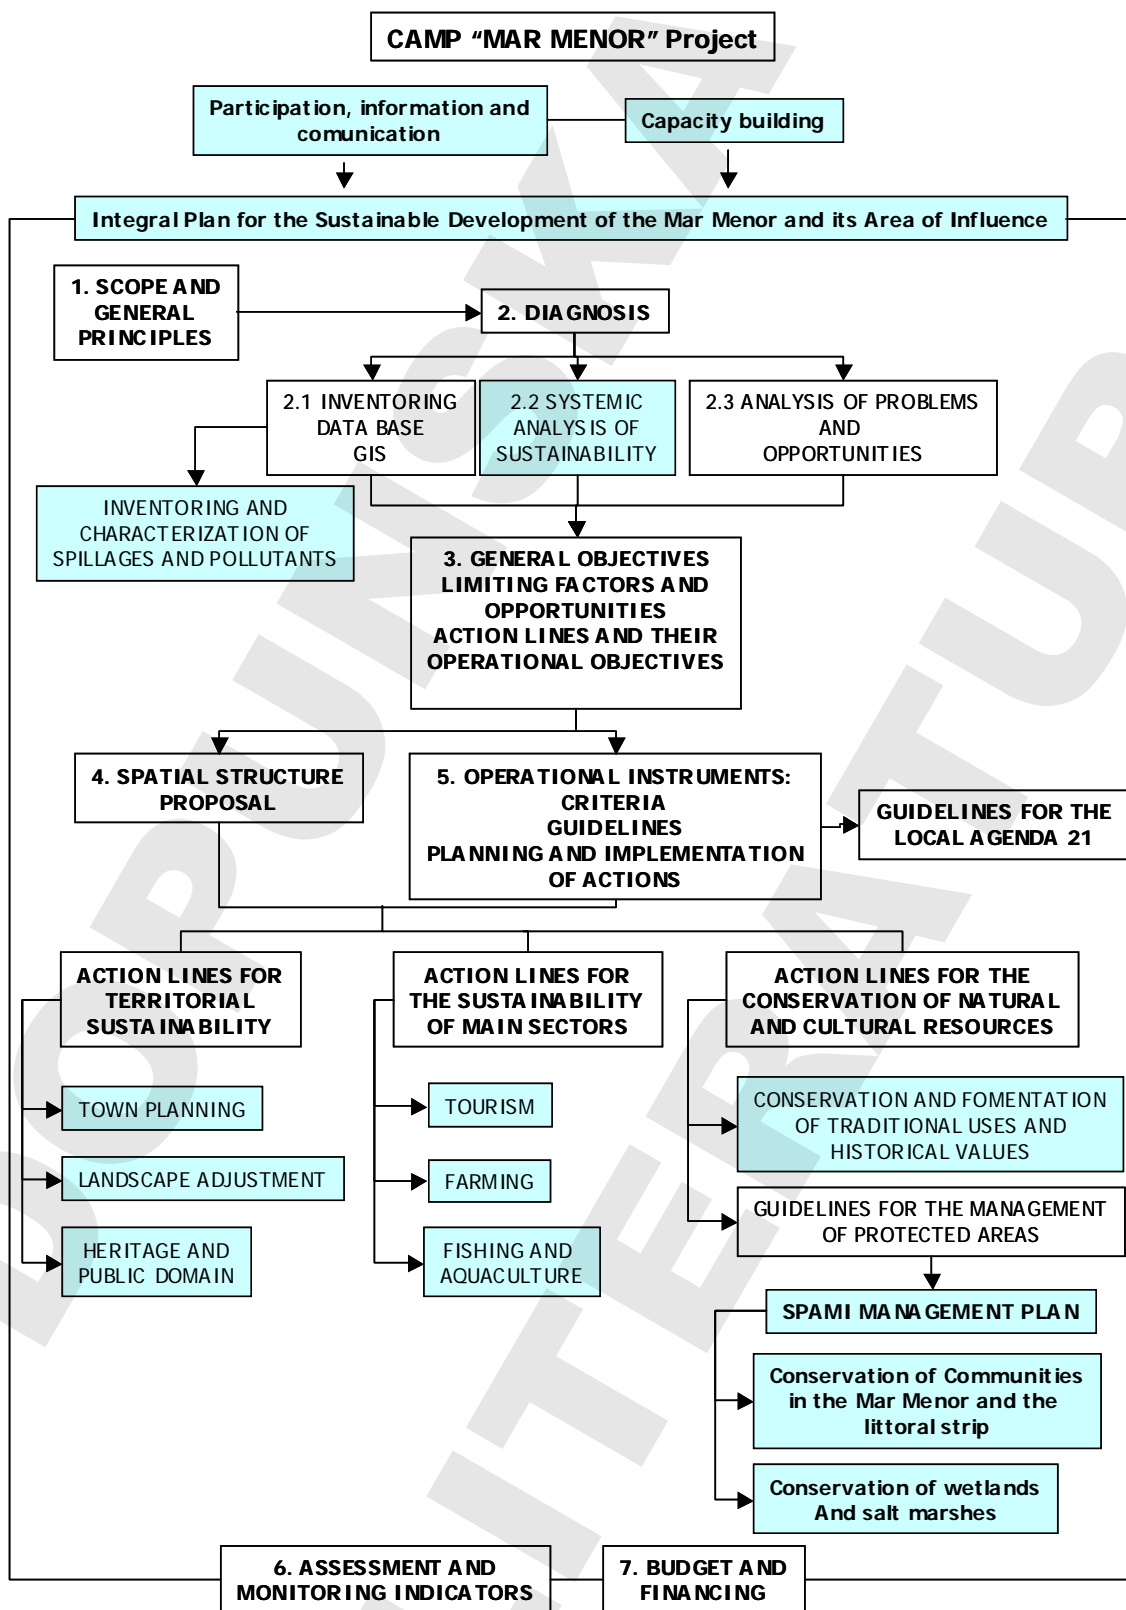 CAMP “MAR MENOR” Project
Participation, information and
comunication
Capacity building
Integral Plan for the Sustainable Development of the Mar Menor and its Area of Influence
1. SCOPE AND
GENERAL
PRINCIPLES
2. DIAGNOSIS
2.1 INVENTORING
DATA BASE
GIS
2.2 SYSTEMIC
ANALYSIS OF
SUSTAINABILITY
2.3 ANALYSIS OF PROBLEMS
AND
OPPORTUNITIES
INVENTORING AND
CHARACTERIZATION OF
SPILLAGES AND POLLUTANTS
3. GENERAL OBJECTIVES
LIMITING FACTORS AND
OPPORTUNITIES
ACTION LINES AND THEIR
OPERATIONAL OBJECTIVES
4. SPATIAL STRUCTURE
PROPOSAL
5. OPERATIONAL INSTRUMENTS:
CRITERIA
GUIDELINES
PLANNING AND IMPLEMENTATION
OF ACTIONS
GUIDELINES FOR THE
LOCAL AGENDA 21
ACTION LINES FOR
TERRITORIAL
SUSTAINABILITY
TOWN PLANNING
LANDSCAPE ADJUSTMENT
HERITAGE AND
PUBLIC DOMAIN
ACTION LINES FOR
THE SUSTAINABILITY
OF MAIN SECTORS
TOURISM
FARMING
FISHING AND
AQUACULTURE
ACTION LINES FOR THE
CONSERVATION OF NATURAL
AND CULTURAL RESOURCES
CONSERVATION AND FOMENTATION
OF TRADITIONAL USES AND
HISTORICAL VALUES
GUIDELINES FOR THE MANAGEMENT
OF PROTECTED AREAS
SPAMI MANAGEMENT PLAN
Conservation of Communities
in the Mar Menor and the
littoral strip
Conservation of wetlands
And salt marshes
6. ASSESSMENT AND
MONITORING INDICATORS
7. BUDGET AND
FINANCING
DOPUNSKA